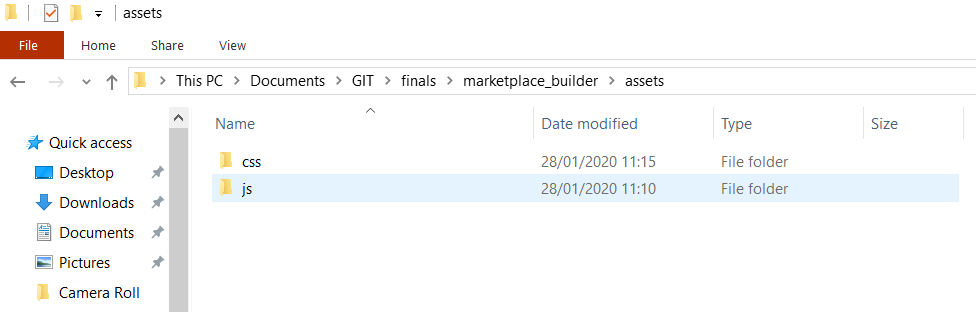 assets
File Home Share View
This PC Documents GIT finals marketplace_builder assets
Name Date modified Type Size
Quick access
css 28/01/2020 11:15 File folder
Desktop
js 28/01/2020 11:10 File folder
Downloads
Documents
Pictures
Camera Roll